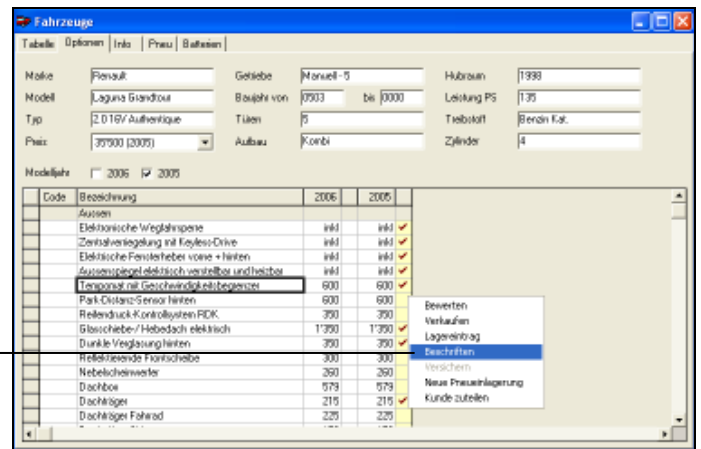 Fahrzeuge
Tabelle Optionen Info Pneu Batterien
Marke Renault Getriebe Manuell - 5 Hubraum 1998
Modell Laguna Grandtour Baujahr von 0503 bis 0000 Leistung PS 135
Typ 2.0 16V Authentique Türen 5 Treibstoff Benzin Kat.
Preis 35'500 (2005) Aufbau Kombi Zylinder 4
Modelljahr 2006 2005
Code Bezeichnung 2006 2005
Aussen
Elektronische Wegfahrsperre inkl inkl
Zentralverriegelung mit Keyless-Drive inkl inkl
Elektrische Fensterheber vorne + hinten inkl inkl
Aussenspiegel elektrisch verstellbar und heizbar inkl inkl
Tempomat mit Geschwindigkeitsbegrenzer 600 600
Park-Distanz-Sensor hinten 600 600
Reifendruck-Kontrollsystem RDK 350 350
Glasschiebe-/ Hebedach elektrisch 1'350 1'350
Dunkle Verglasung hinten 350 350
Reflektierende Frontscheibe 300 300
Nebelscheinwerfer 260 260
Dachbox 579 579
Dachträger 215 215
Dachträger Fahrrad 225 225
Bewerten
Verkaufen
Lagereintrag
Beschriften
Versichern
Neue Pneueinlagerung
Kunde zuteilen